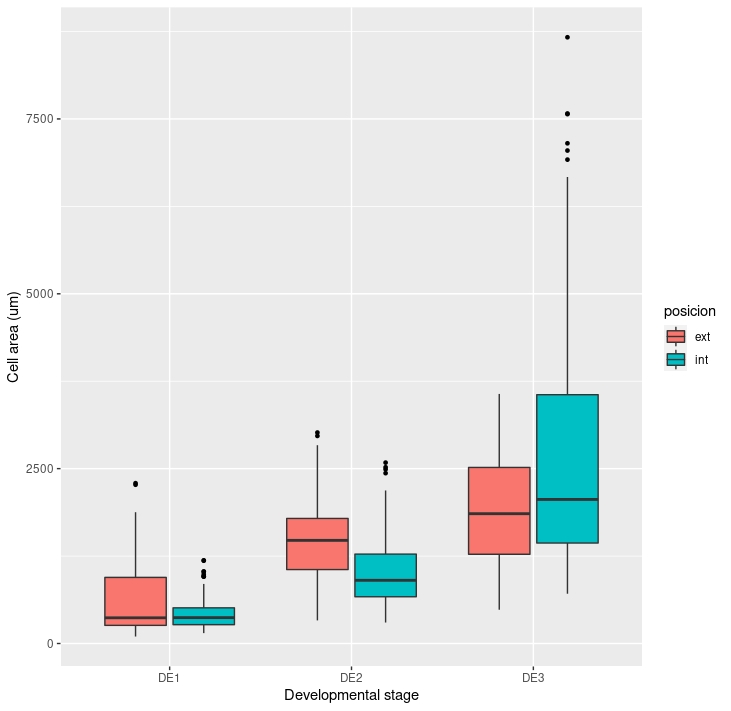 7500
5000
2500
0
Cell area (um)
DE1 DE2 DE3
Developmental stage
posicion
ext
int